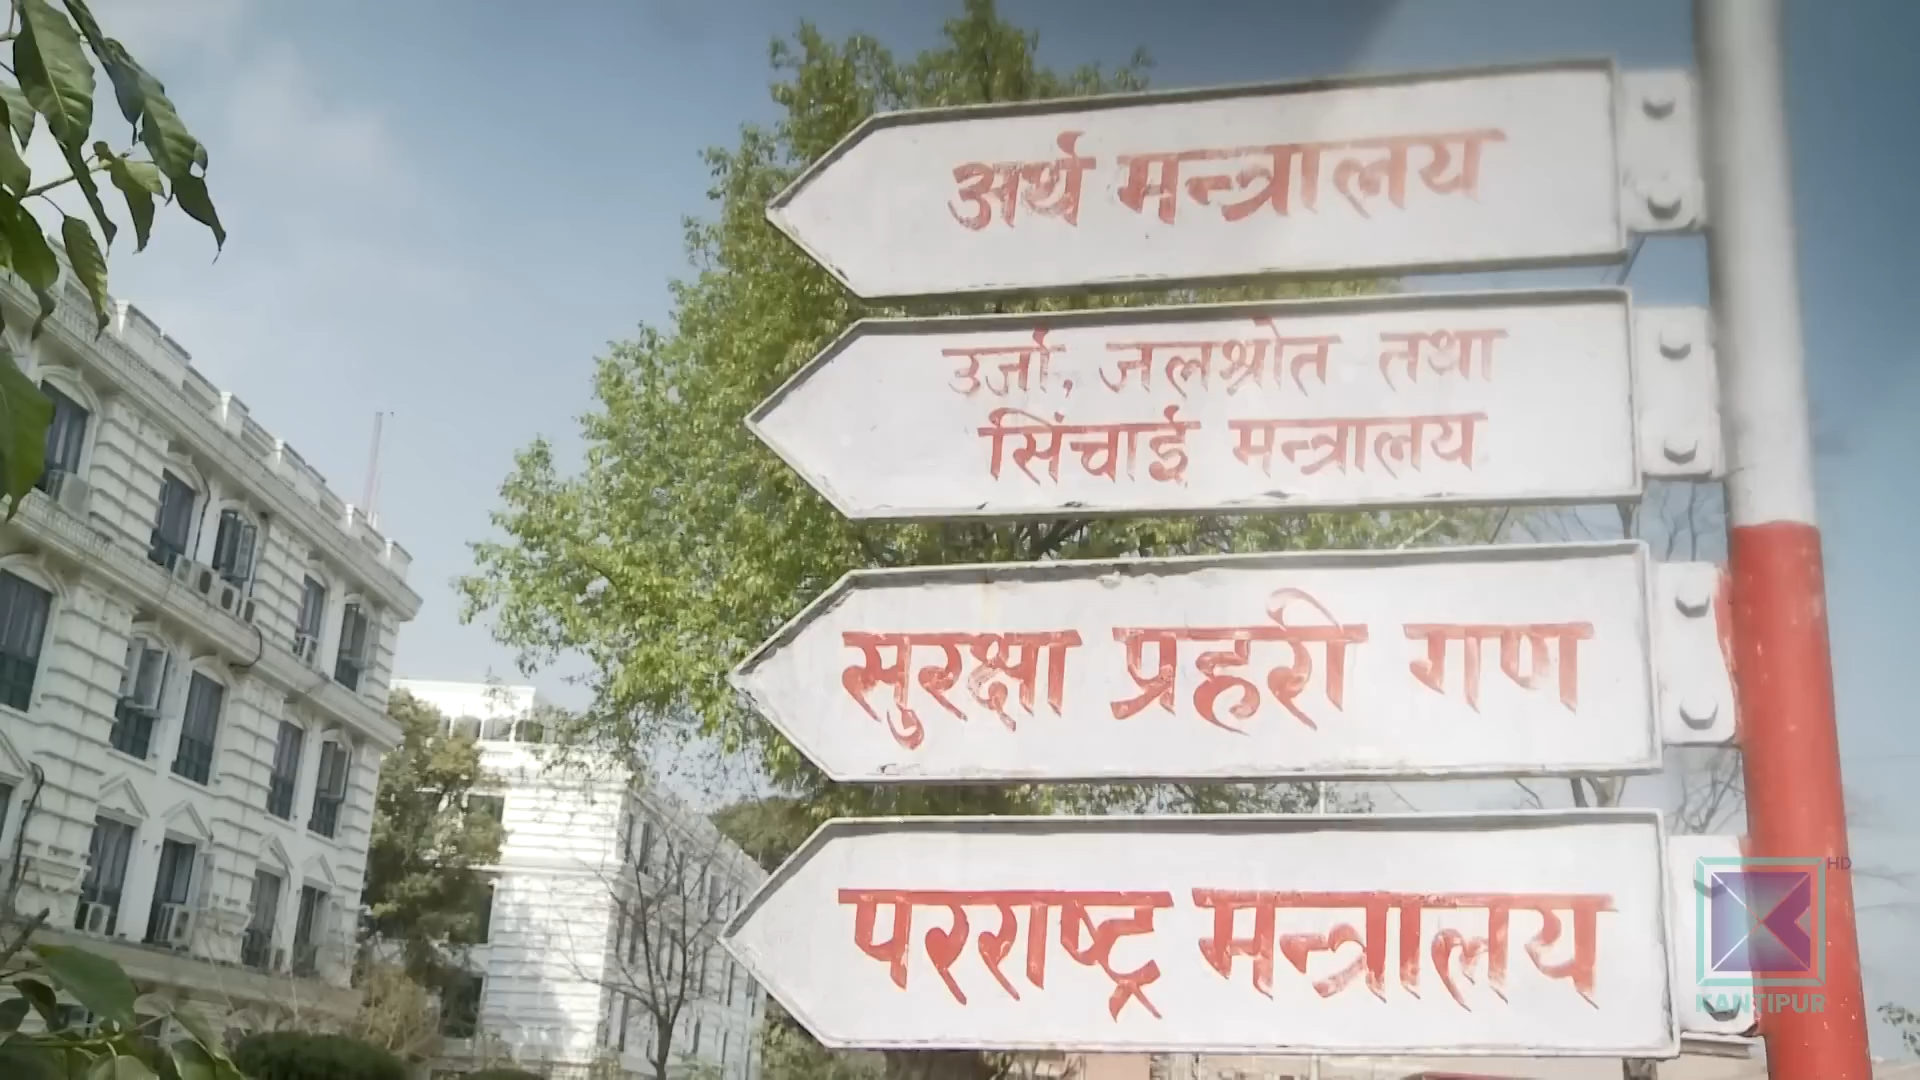 अर्थ मन्त्रालय
उर्जा, जलश्रोत तथा
सिंचाई मन्त्रालय
सुरक्षा प्रहरी गण
परराष्ट्र मन्त्रालय
HD
KANTIPUR